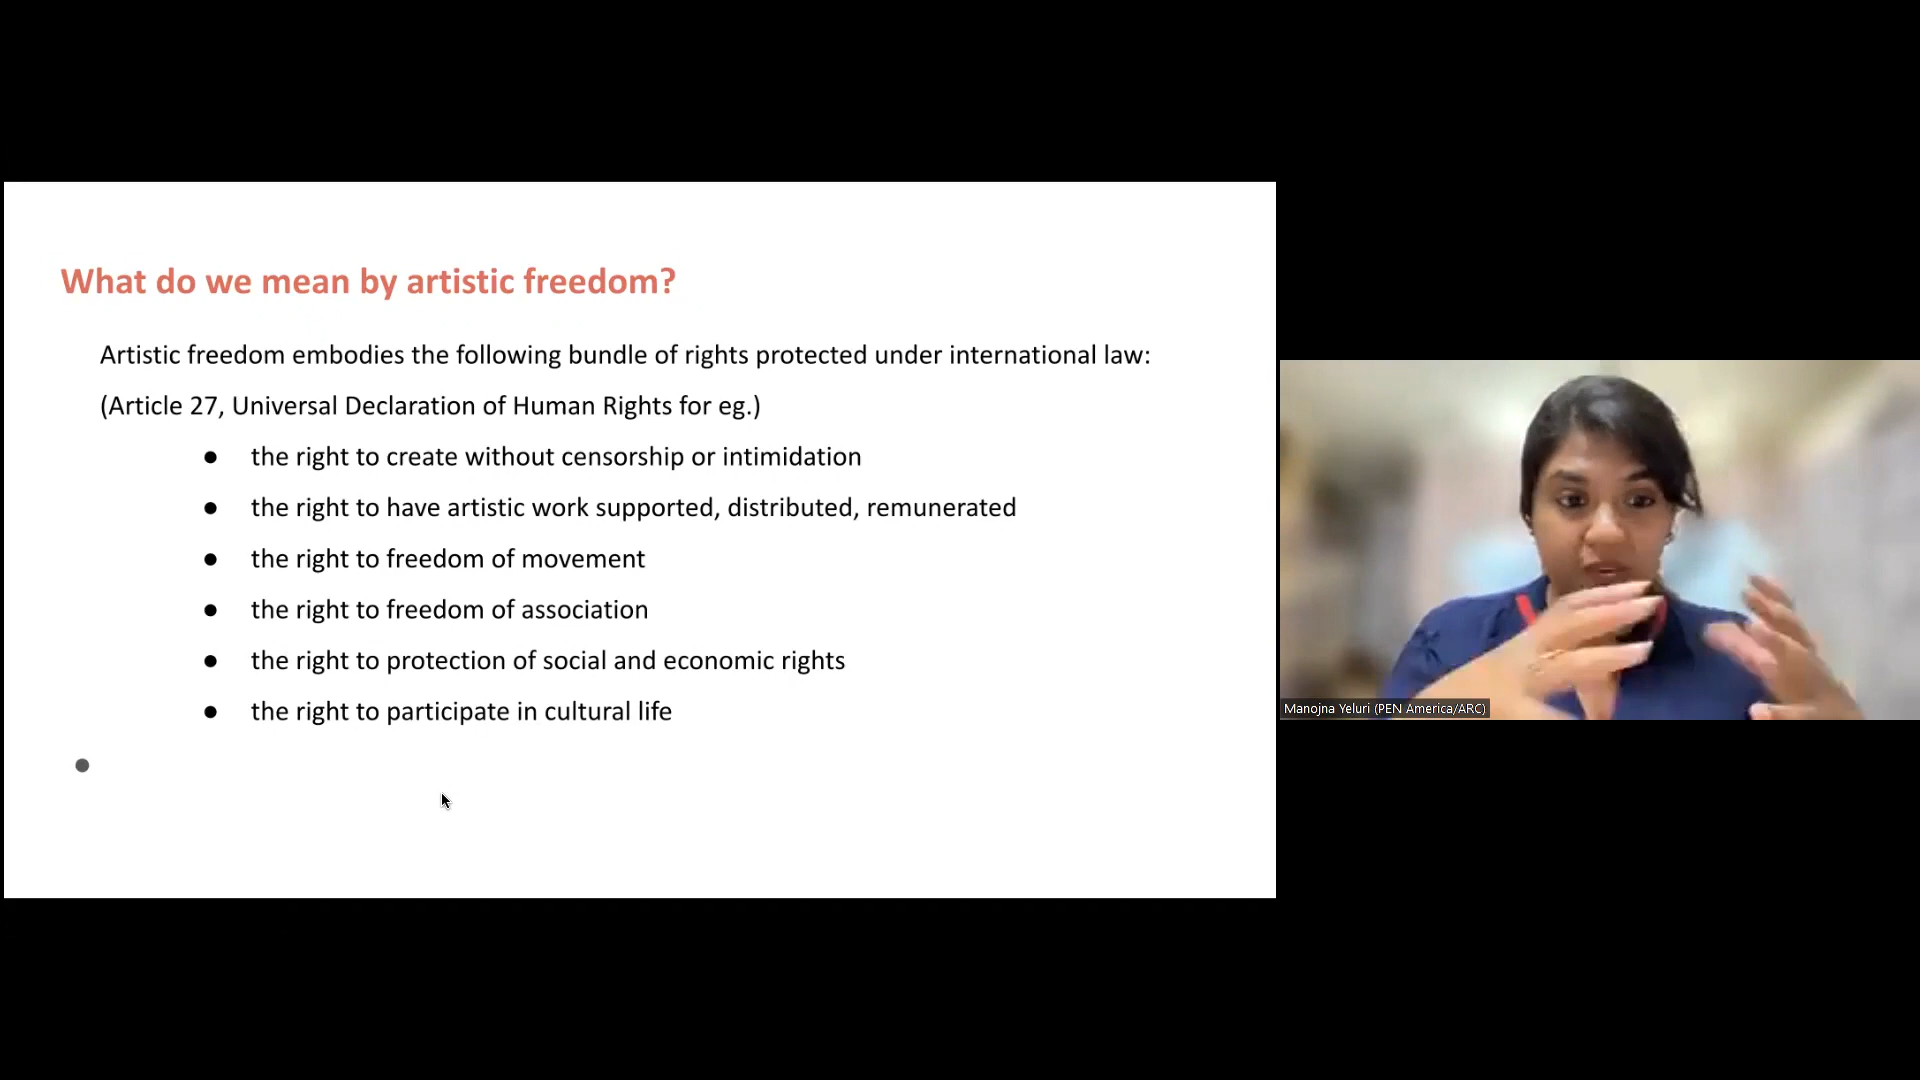 What do we mean by artistic freedom?
Artistic freedom embodies the following bundle of rights protected under international law:
(Article 27, Universal Declaration of Human Rights for eg.)
● the right to create without censorship or intimidation
● the right to have artistic work supported, distributed, remunerated
● the right to freedom of movement
● the right to freedom of association
● the right to protection of social and economic rights
● the right to participate in cultural life
●
Manojna Yeluri (PEN America/ARC)